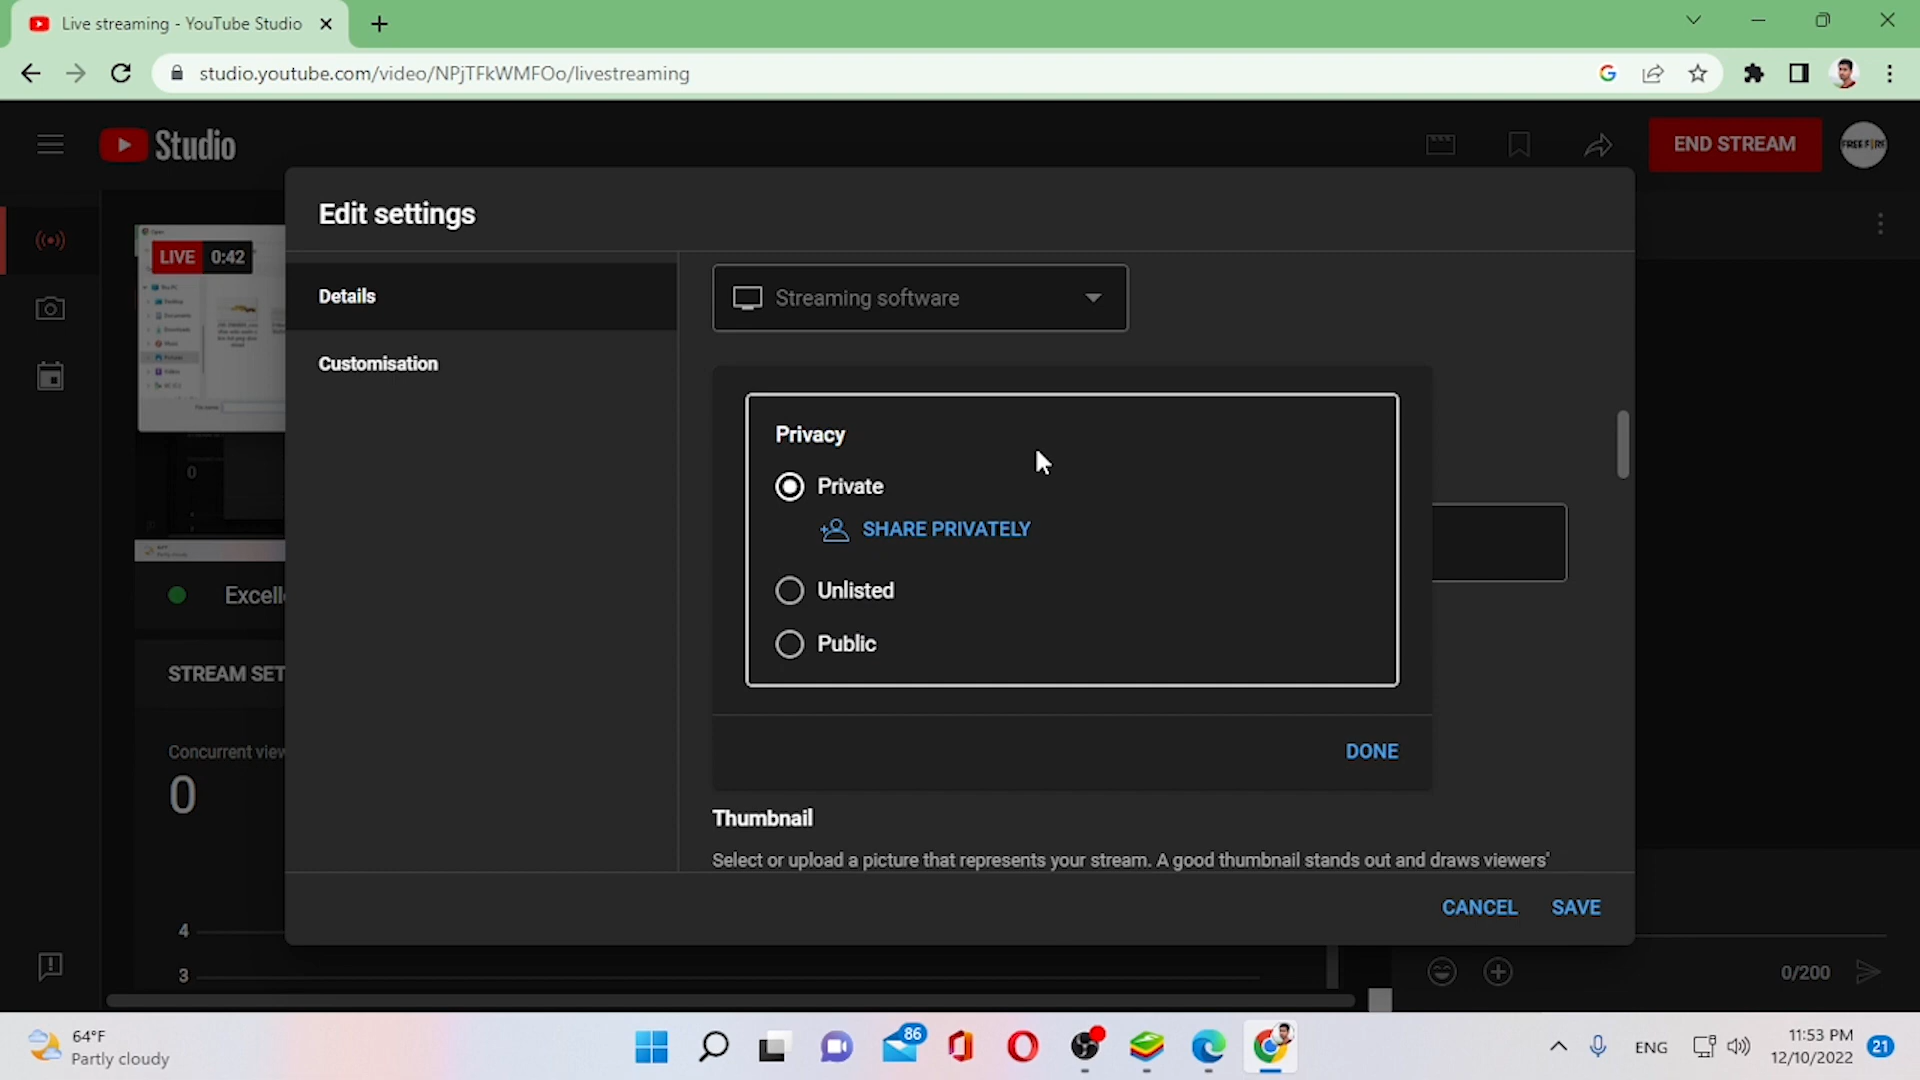 Live streaming - YouTube Studio
studio.youtube.com/video/NPjTFkWMFOo/livestreaming
Studio
END STREAM
FREE FIRE
Edit settings
LIVE 0:42
Details
Customisation
Streaming software
Privacy
Private
SHARE PRIVATELY
Unlisted
Public
DONE
Excelle
STREAM SET
Concurrent view
0
4
3
Thumbnail
Select or upload a picture that represents your stream. A good thumbnail stands out and draws viewers'
CANCEL SAVE
0/200
64°F
Partly cloudy
86
ENG
11:53 PM
12/10/2022
21